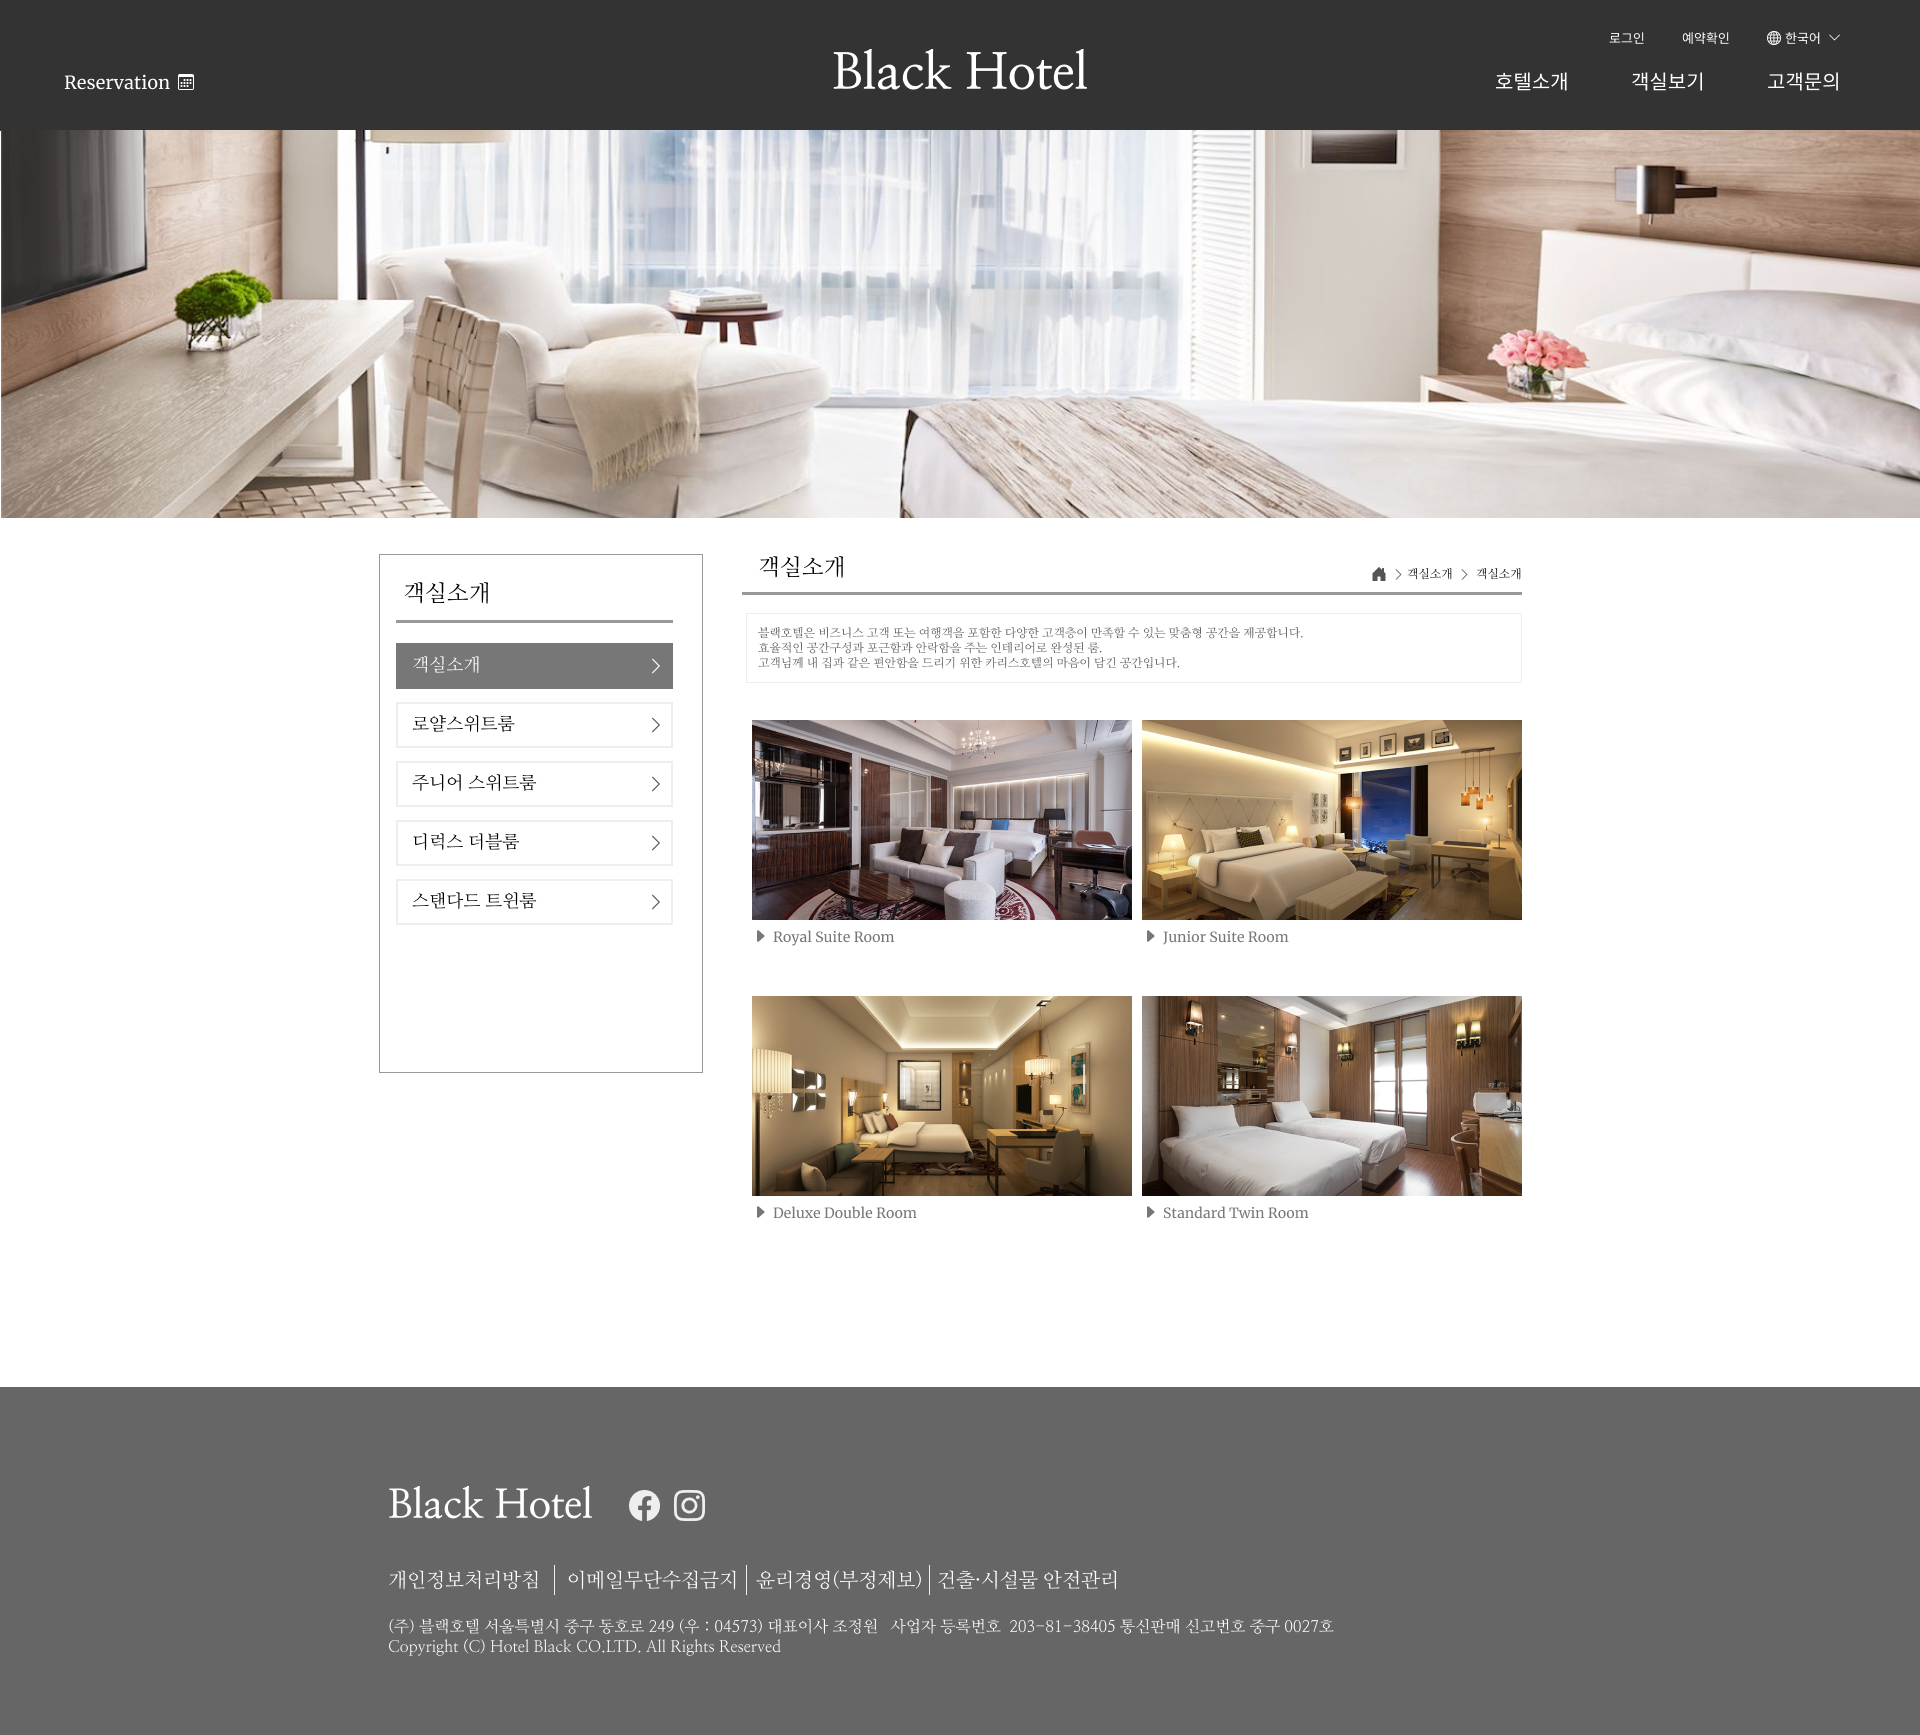 로그인 예약확인 한국어
Reservation
Black Hotel
호텔소개 객실보기 고객문의
객실소개
객실소개
로얄스위트룸
주니어 스위트룸
디럭스 더블룸
스탠다드 트윈룸
객실소개
객실소개 객실소개
블랙호텔은 비즈니스 고객 또는 여행객을 포함한 다양한 고객층이 만족할 수 있는 맞춤형 공간을 제공합니다.
효율적인 공간구성과 포근함과 안락함을 주는 인테리어로 완성된 룸.
고객님께 내 집과 같은 편안함을 드리기 위한 카리스호텔의 마음이 담긴 공간입니다.
Royal Suite Room
Junior Suite Room
Deluxe Double Room
Standard Twin Room
Black Hotel
개인정보처리방침 이메일무단수집금지 윤리경영(부정제보) 건출·시설물 안전관리
(주) 블랙호텔 서울특별시 중구 동호로 249 (우 : 04573) 대표이사 조정원 사업자 등록번호 203-81-38405 통신판매 신고번호 중구 0027호
Copyright (C) Hotel Black CO.LTD. All Rights Reserved